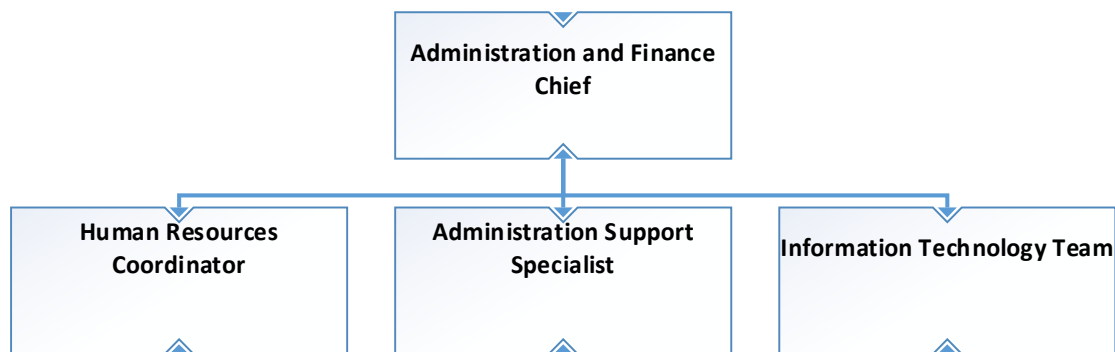 Administration and Finance
Chief
Human Resources
Coordinator
Administration Support
Specialist
Information Technology Team